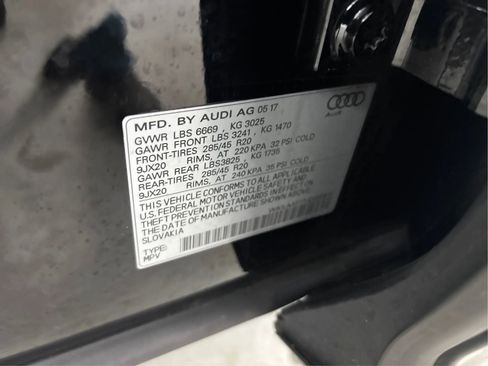 MFD. BY AUDI AG 05 17
GVWR LBS 6669 , KG 3025
GAWR FRONT LBS 3241 , KG 1470
FRONT-TIRES 285/45 R20
9JX20 RIMS, AT 220 KPA 32 PSI COLD
GAWR REAR LBS3825 , KG 1735
REAR-TIRES 285/45 R20
9JX20 RIMS, AT 240 KPA 35 PSI COLD
THIS VEHICLE CONFORMS TO ALL APPLICABLE
U.S. FEDERAL MOTOR VEHICLE SAFETY AND
THEFT PREVENTION STANDARDS IN EFFECT ON
THE DATE OF MANUFACTURE SHOWN ABOVE.
SLOVAKIA
TYPE:
MPV
Audi